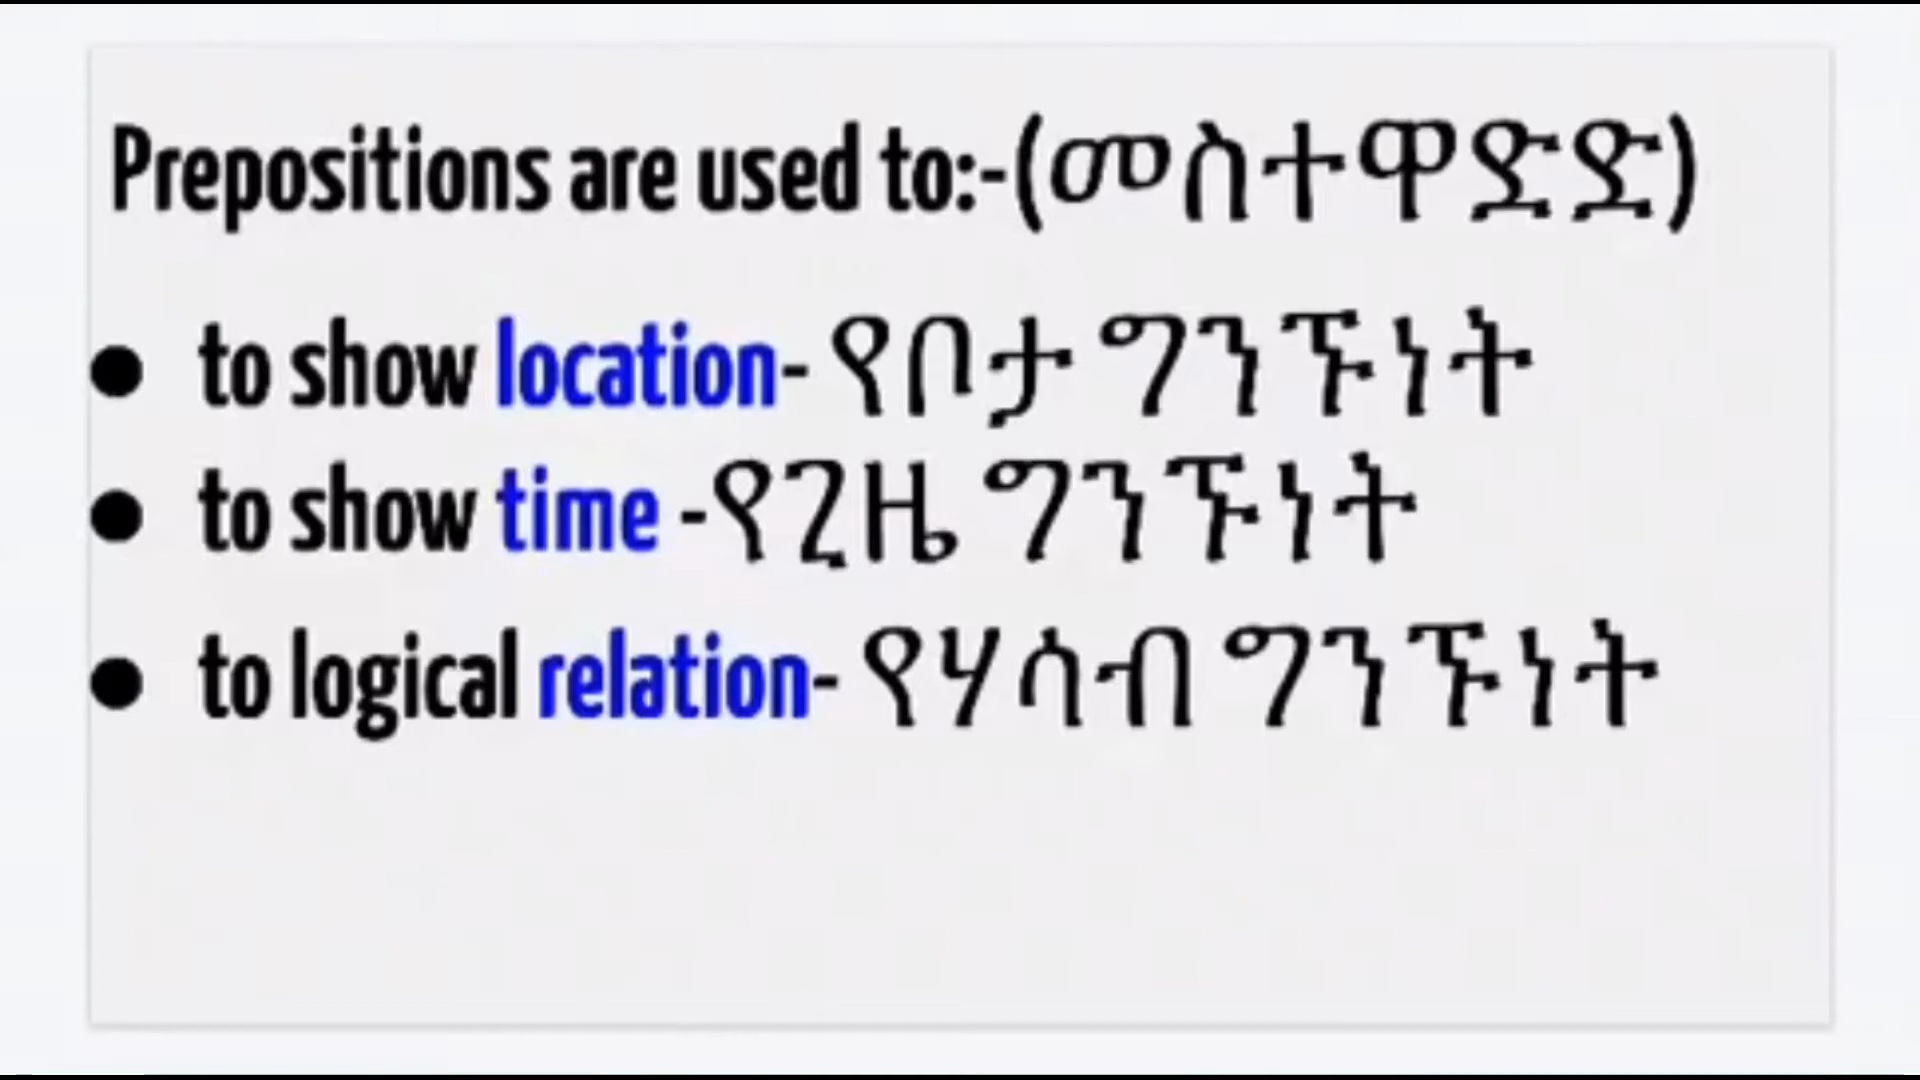 Prepositions are used to:-(መስተዋድድ)
● to show location- የቦታ ግንኙነት
● to show time -የጊዜ ግንኙነት
● to logical relation- የሃሳብ ግንኙነት